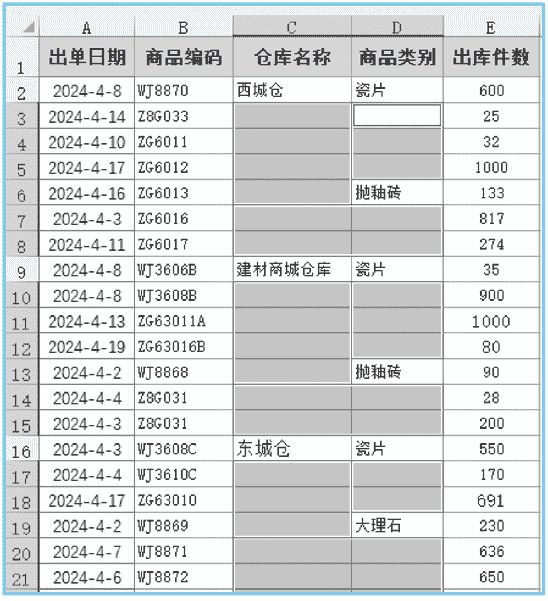 A B C D E
1 出单日期 商品编码 仓库名称 商品类别 出库件数
2 2024-4-8 WJ8870 西城仓 瓷片 600
3 2024-4-14 Z8G033 25
4 2024-4-10 ZG6011 32
5 2024-4-17 ZG6012 1000
6 2024-4-16 ZG6013 抛釉砖 133
7 2024-4-3 ZG6016 817
8 2024-4-11 ZG6017 274
9 2024-4-8 WJ3606B 建材商城仓库 瓷片 35
10 2024-4-8 WJ3608B 900
11 2024-4-13 ZG63011A 1000
12 2024-4-19 ZG63016B 80
13 2024-4-2 WJ8868 抛釉砖 90
14 2024-4-4 Z8G031 28
15 2024-4-3 Z8G031 200
16 2024-4-3 WJ3608C 东城仓 瓷片 550
17 2024-4-4 WJ3610C 170
18 2024-4-17 ZG63010 691
19 2024-4-2 WJ8869 大理石 230
20 2024-4-7 WJ8871 636
21 2024-4-6 WJ8872 650